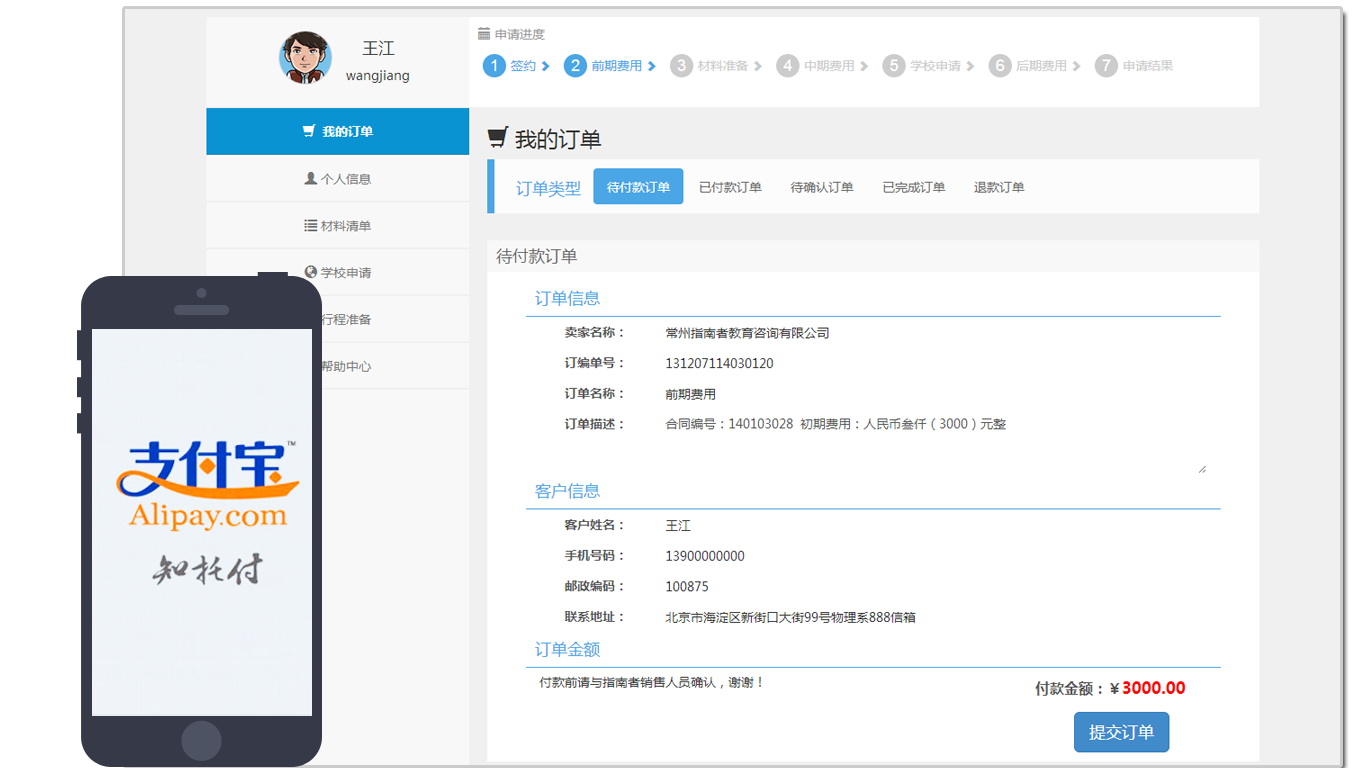 王江
wangjiang
申请进度
1 签约 2 前期费用 3 材料准备 4 中期费用 5 学校申请 6 后期费用 7 申请结果
我的订单
个人信息
材料清单
学校申请
行程准备
帮助中心
我的订单
订单类型 待付款订单 已付款订单 待确认订单 已完成订单 退款订单
待付款订单
订单信息
卖家名称： 常州指南者教育咨询有限公司
订编单号： 131207114030120
订单名称： 前期费用
订单描述： 合同编号：140103028 初期费用：人民币叁仟（3000）元整
客户信息
客户姓名： 王江
手机号码： 13900000000
邮政编码： 100875
联系地址： 北京市海淀区新街口大街99号物理系888信箱
订单金额
付款前请与指南者销售人员确认，谢谢！
付款金额：￥3000.00
提交订单
支付宝™
Alipay.com
知托付